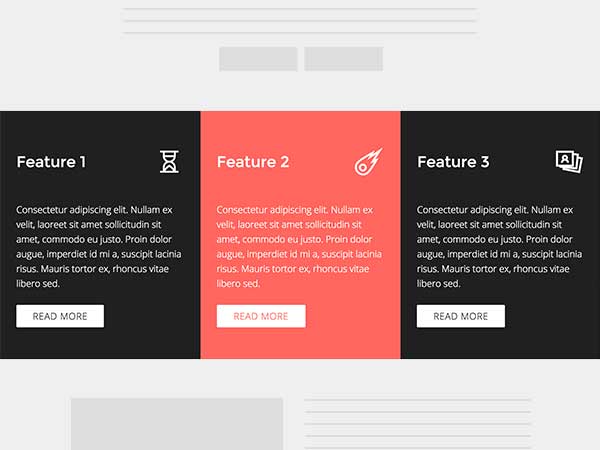 Feature 1
Consectetur adipiscing elit. Nullam ex
velit, laoreet sit amet sollicitudin sit
amet, commodo eu justo. Proin dolor
augue, imperdiet id mi a, suscipit lacinia
risus. Mauris tortor ex, rhoncus vitae
libero sed.
READ MORE
Feature 2
Consectetur adipiscing elit. Nullam ex
velit, laoreet sit amet sollicitudin sit
amet, commodo eu justo. Proin dolor
augue, imperdiet id mi a, suscipit lacinia
risus. Mauris tortor ex, rhoncus vitae
libero sed.
READ MORE
Feature 3
Consectetur adipiscing elit. Nullam ex
velit, laoreet sit amet sollicitudin sit
amet, commodo eu justo. Proin dolor
augue, imperdiet id mi a, suscipit lacinia
risus. Mauris tortor ex, rhoncus vitae
libero sed.
READ MORE